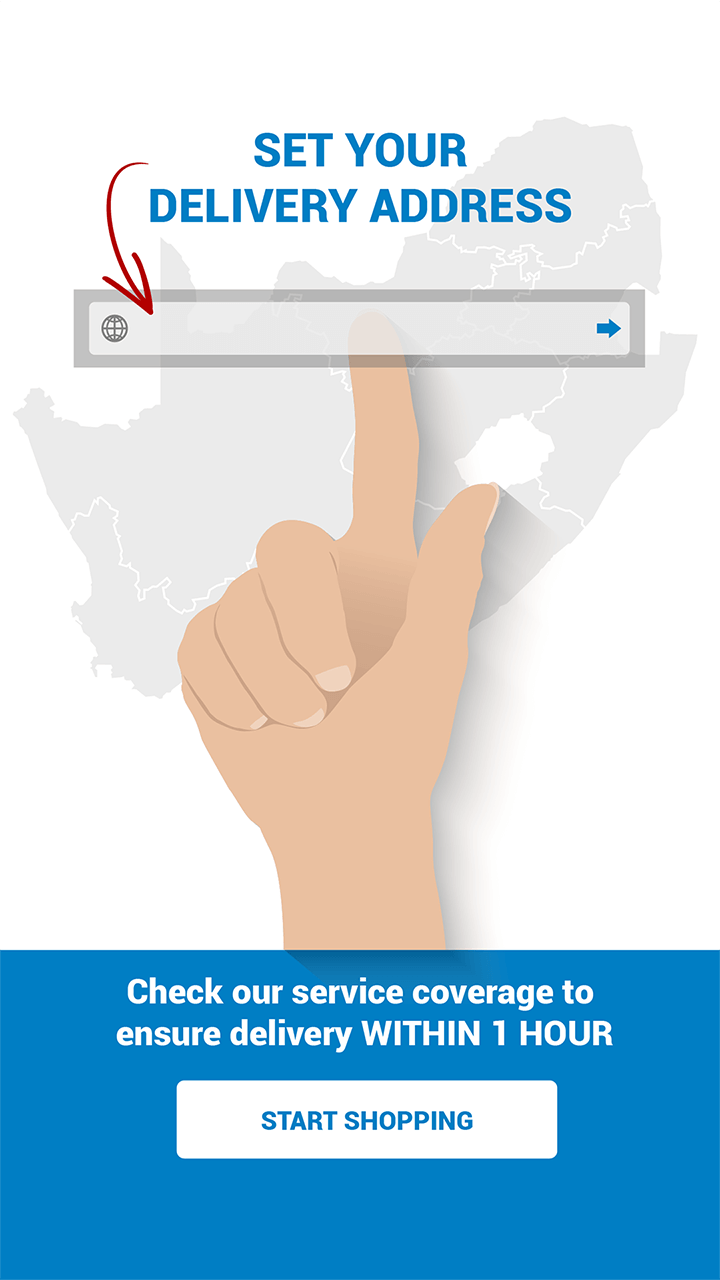 SET YOUR
DELIVERY ADDRESS
Check our service coverage to
ensure delivery WITHIN 1 HOUR
START SHOPPING